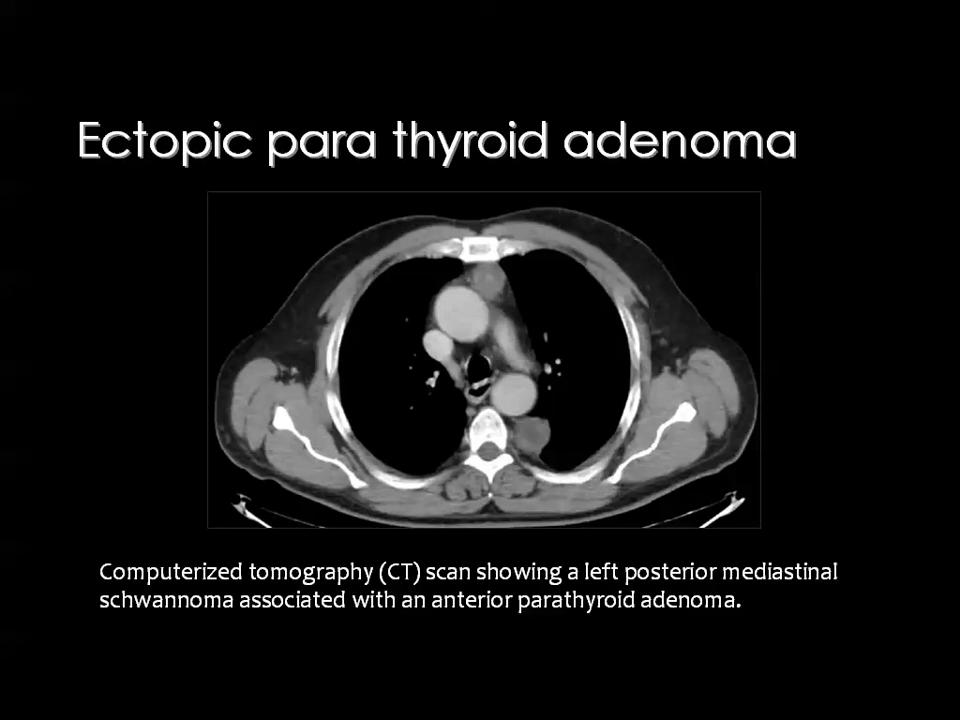 Ectopic para thyroid adenoma
Computerized tomography (CT) scan showing a left posterior mediastinal
schwannoma associated with an anterior parathyroid adenoma.